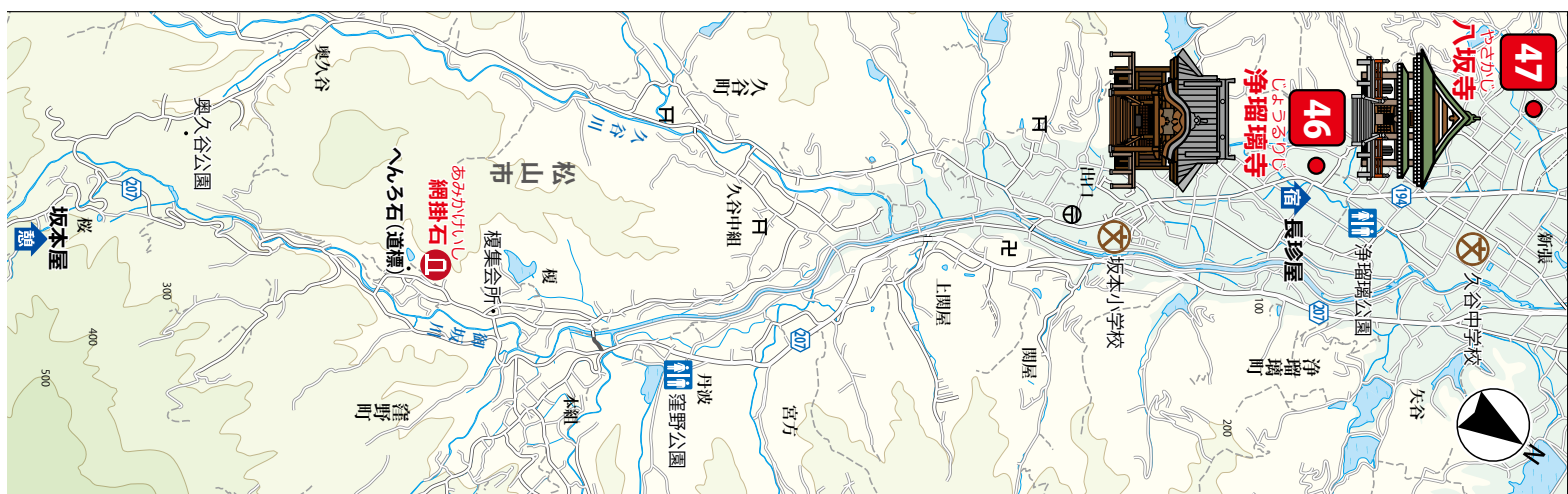 47
やさかじ
八坂寺
46
じょうるりじ
浄瑠璃寺
194
新張
久谷中学校
浄瑠璃公園
宿
長珍屋
207
100
浄瑠璃町
矢谷
N
200
出口
坂本小学校
関屋
上関屋
久谷町
久谷川
久谷中組
207
宮方
丹波
窪野公園
松山市
榎
榎集会所
あみかけいし
網掛石
へんろ石(道標)
御坂川
本組
窪野町
奥久谷
奥久谷公園
207
桜
坂本屋
憩
300
400
500